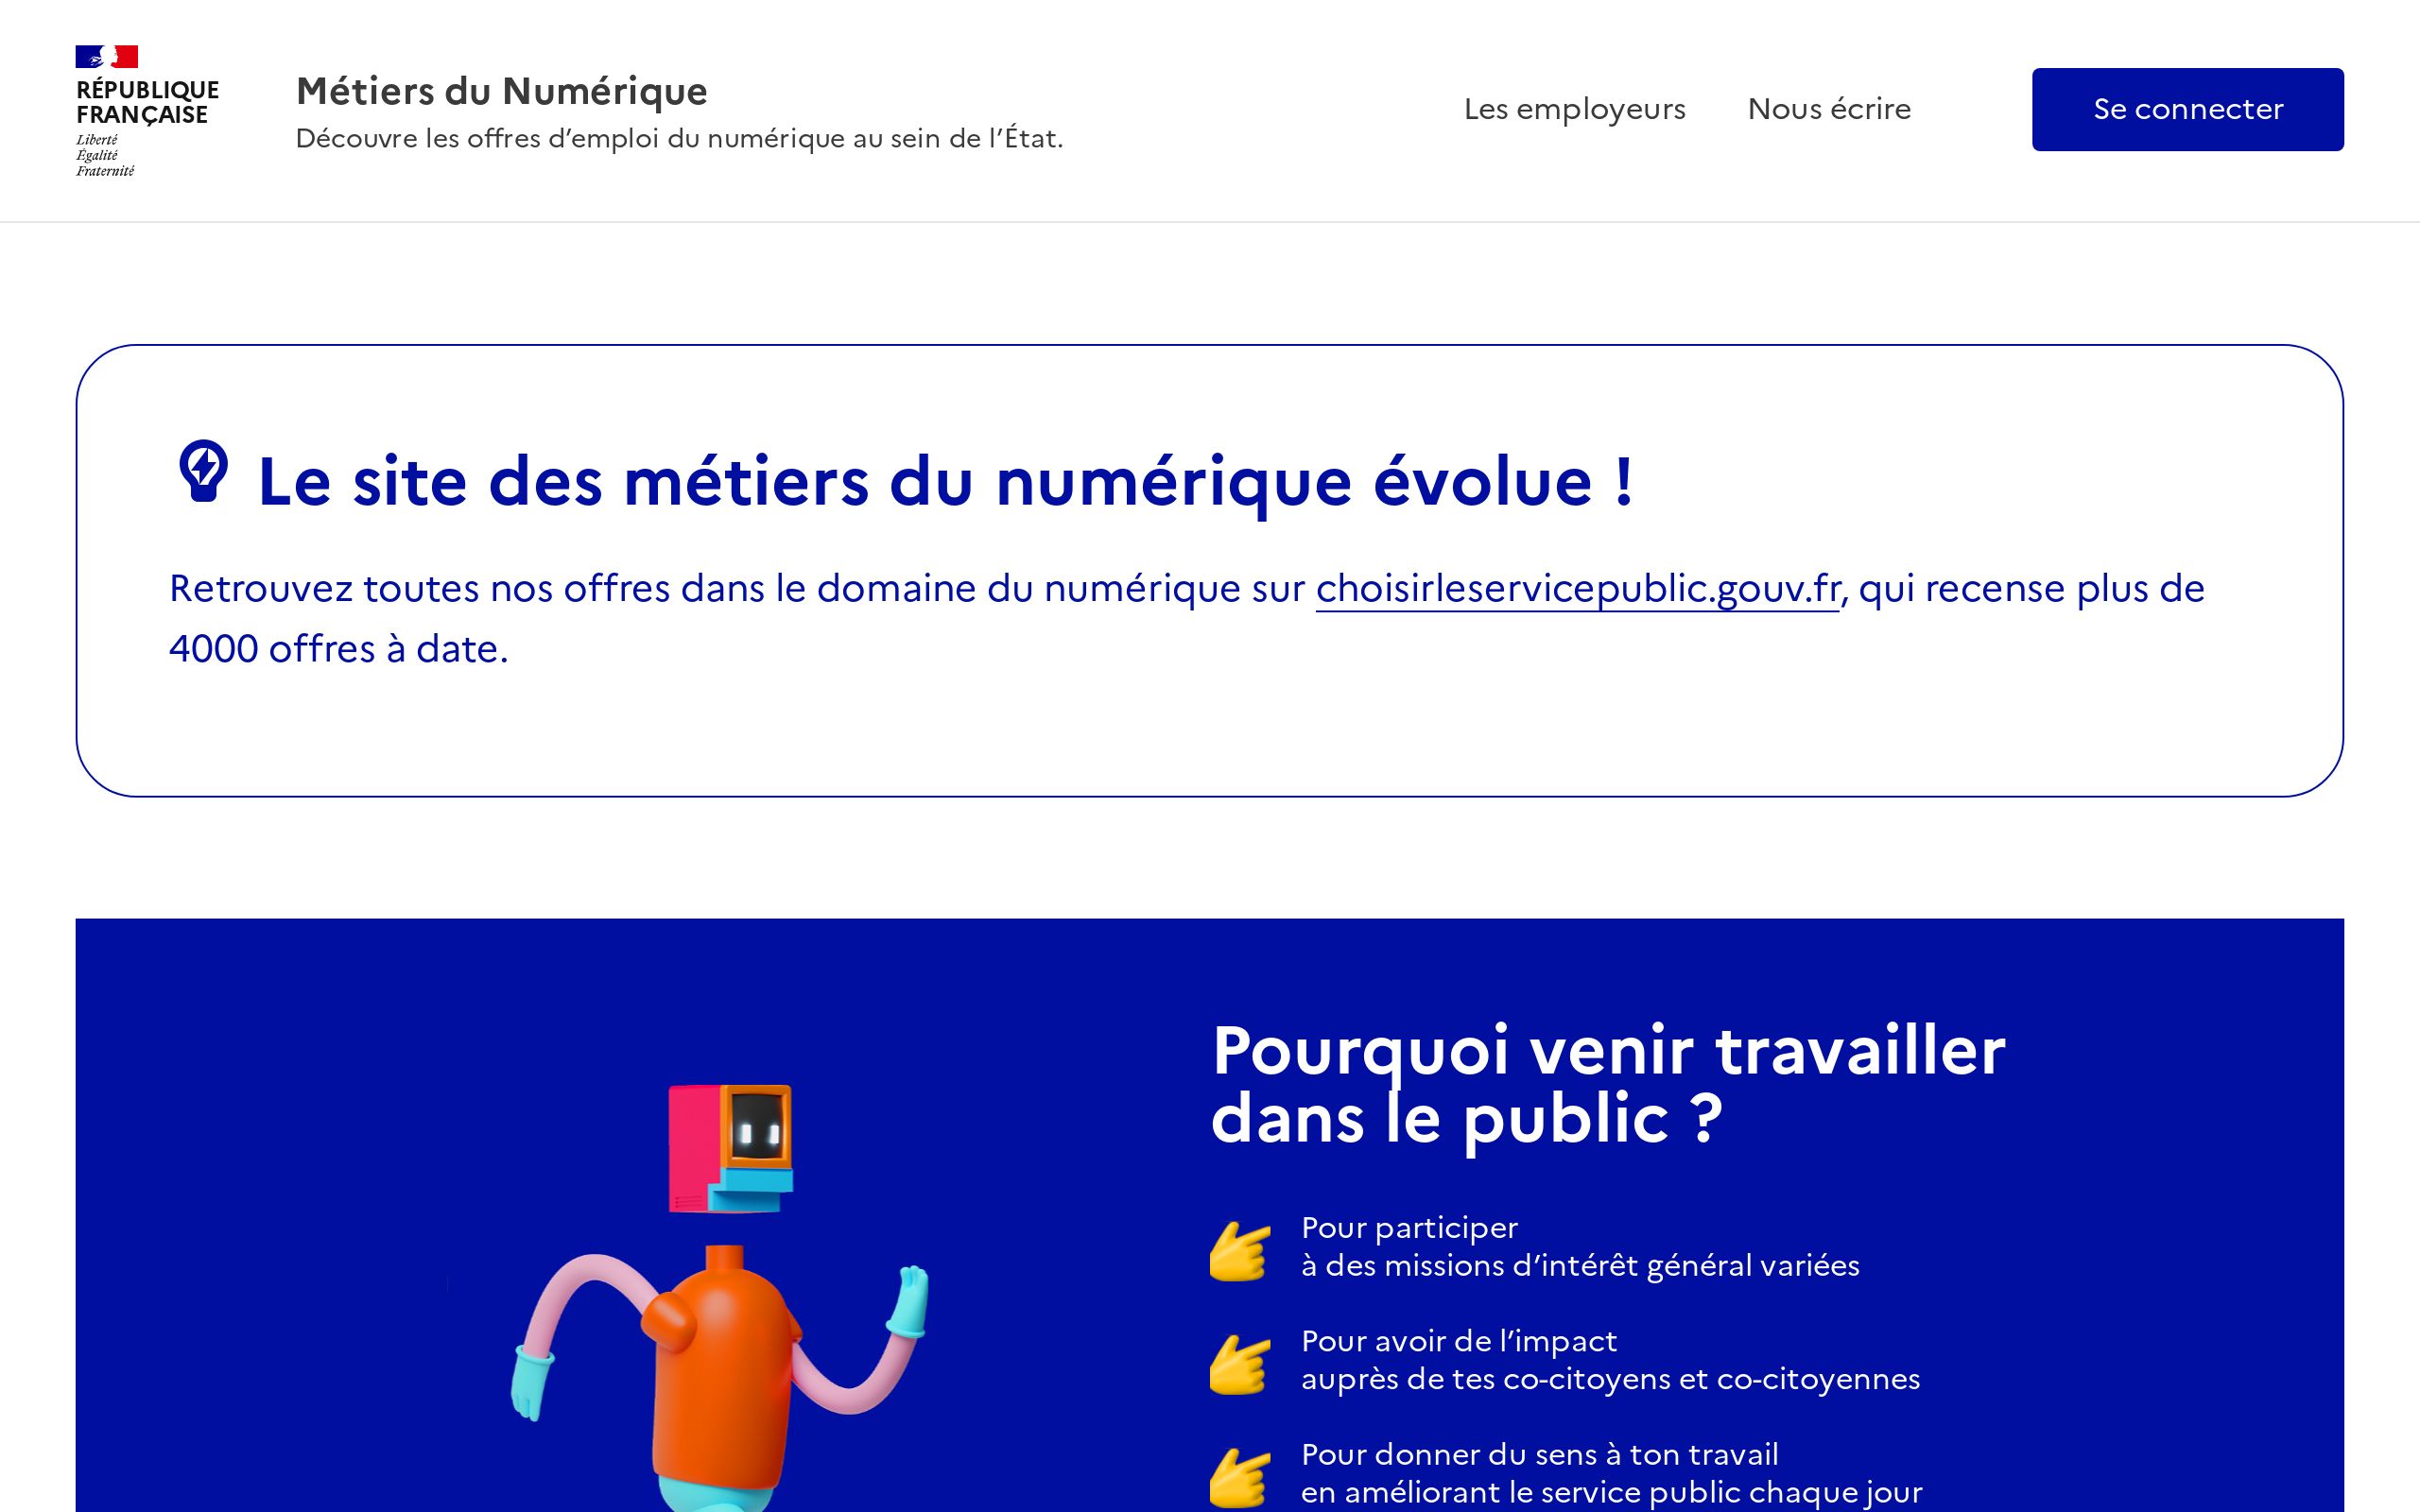 RÉPUBLIQUE
FRANÇAISE
Liberté
Égalité
Fraternité
Métiers du Numérique
Découvre les offres d’emploi du numérique au sein de l’État.
Les employeurs
Nous écrire
Se connecter
Le site des métiers du numérique évolue !
Retrouvez toutes nos offres dans le domaine du numérique sur choisirleservicepublic.gouv.fr, qui recense plus de
4000 offres à date.
Pourquoi venir travailler
dans le public ?
Pour participer
à des missions d’intérêt général variées
Pour avoir de l’impact
auprès de tes co-citoyens et co-citoyennes
Pour donner du sens à ton travail
en améliorant le service public chaque jour